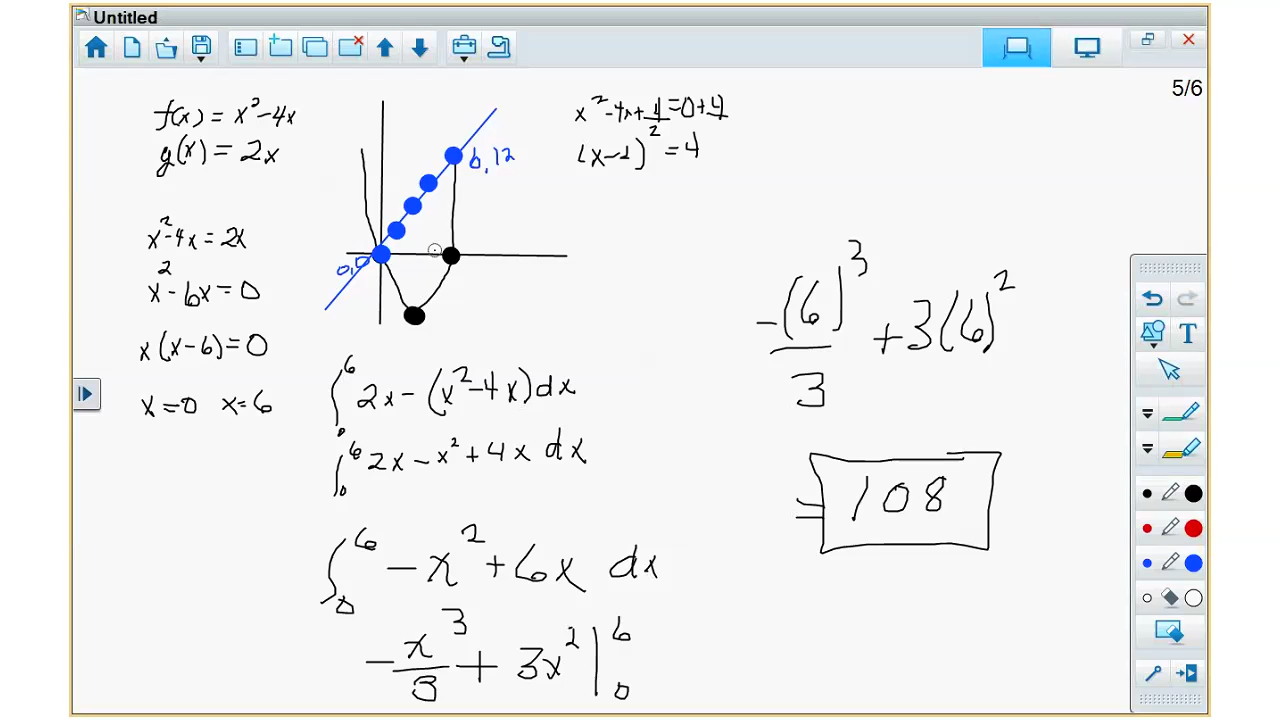 Untitled
5/6
f(x) = x²-4x
g(x) = 2x
x²-4x = 2x
x²-6x = 0
x(x-6) = 0
x=0 x=6
6,12
0,0
x²-4x+4=0+4
(x-2)²=4
∫₀⁶ 2x-(x²-4x)dx
∫₀⁶ 2x-x²+4x dx
∫₀⁶ -x²+6x dx
-x³/3 + 3x² |₀⁶
-(6)³/3 + 3(6)²
= 108
T